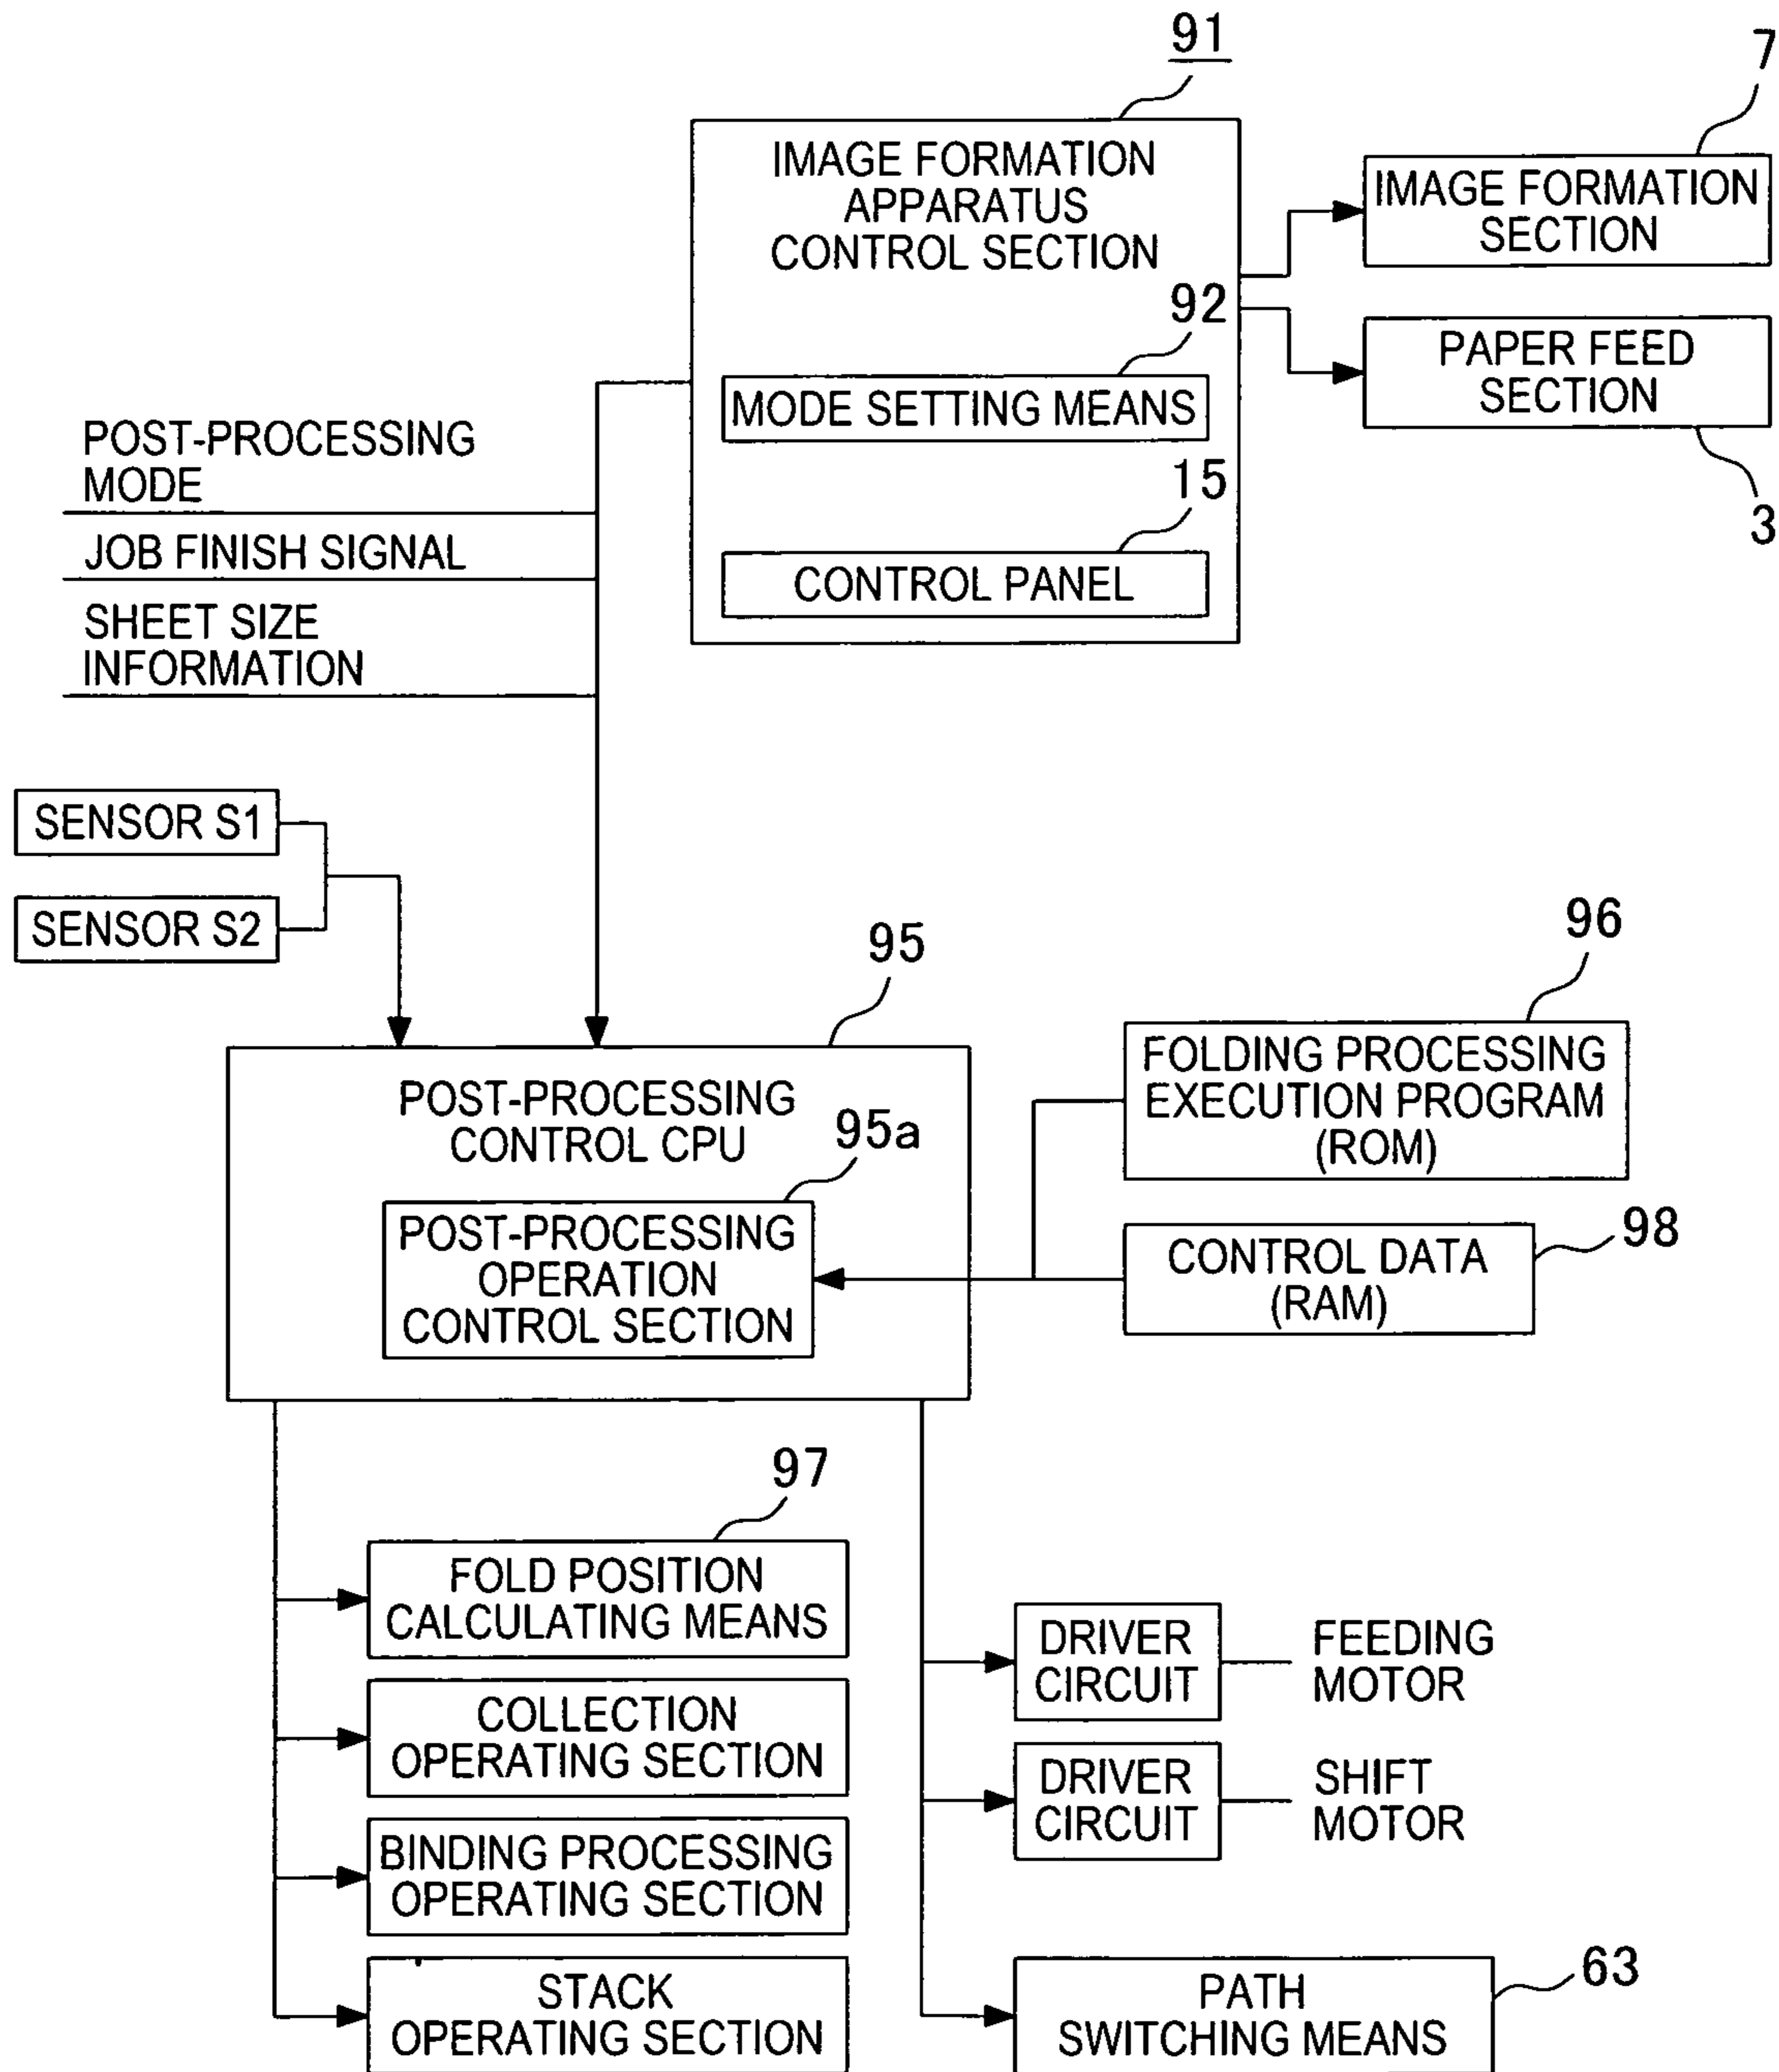 91
7
IMAGE FORMATION
APPARATUS
CONTROL SECTION
IMAGE FORMATION
SECTION
92
MODE SETTING MEANS
PAPER FEED
SECTION
3
15
CONTROL PANEL
POST-PROCESSING
MODE
JOB FINISH SIGNAL
SHEET SIZE
INFORMATION
SENSOR S1
SENSOR S2
95
POST-PROCESSING
CONTROL CPU
95a
POST-PROCESSING
OPERATION
CONTROL SECTION
96
FOLDING PROCESSING
EXECUTION PROGRAM
(ROM)
98
CONTROL DATA
(RAM)
97
FOLD POSITION
CALCULATING MEANS
COLLECTION
OPERATING SECTION
BINDING PROCESSING
OPERATING SECTION
STACK
OPERATING SECTION
DRIVER
CIRCUIT
FEEDING
MOTOR
DRIVER
CIRCUIT
SHIFT
MOTOR
63
PATH
SWITCHING MEANS